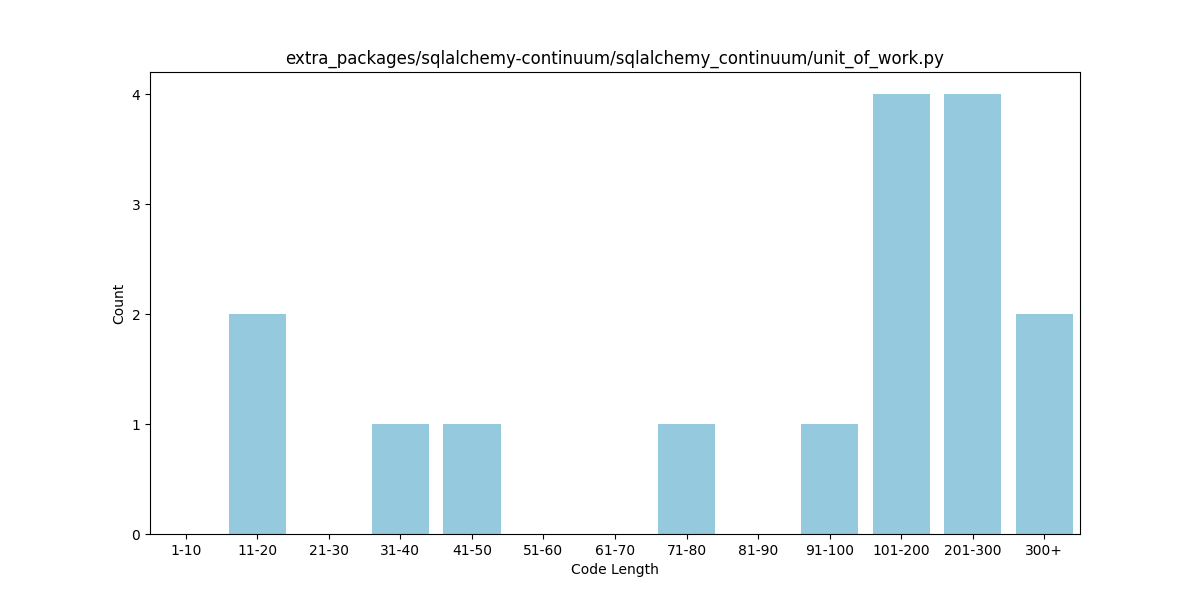 extra_packages/sqlalchemy-continuum/sqlalchemy_continuum/unit_of_work.py
4
3
2
1
0
Count
1-10 11-20 21-30 31-40 41-50 51-60 61-70 71-80 81-90 91-100 101-200 201-300 300+
Code Length